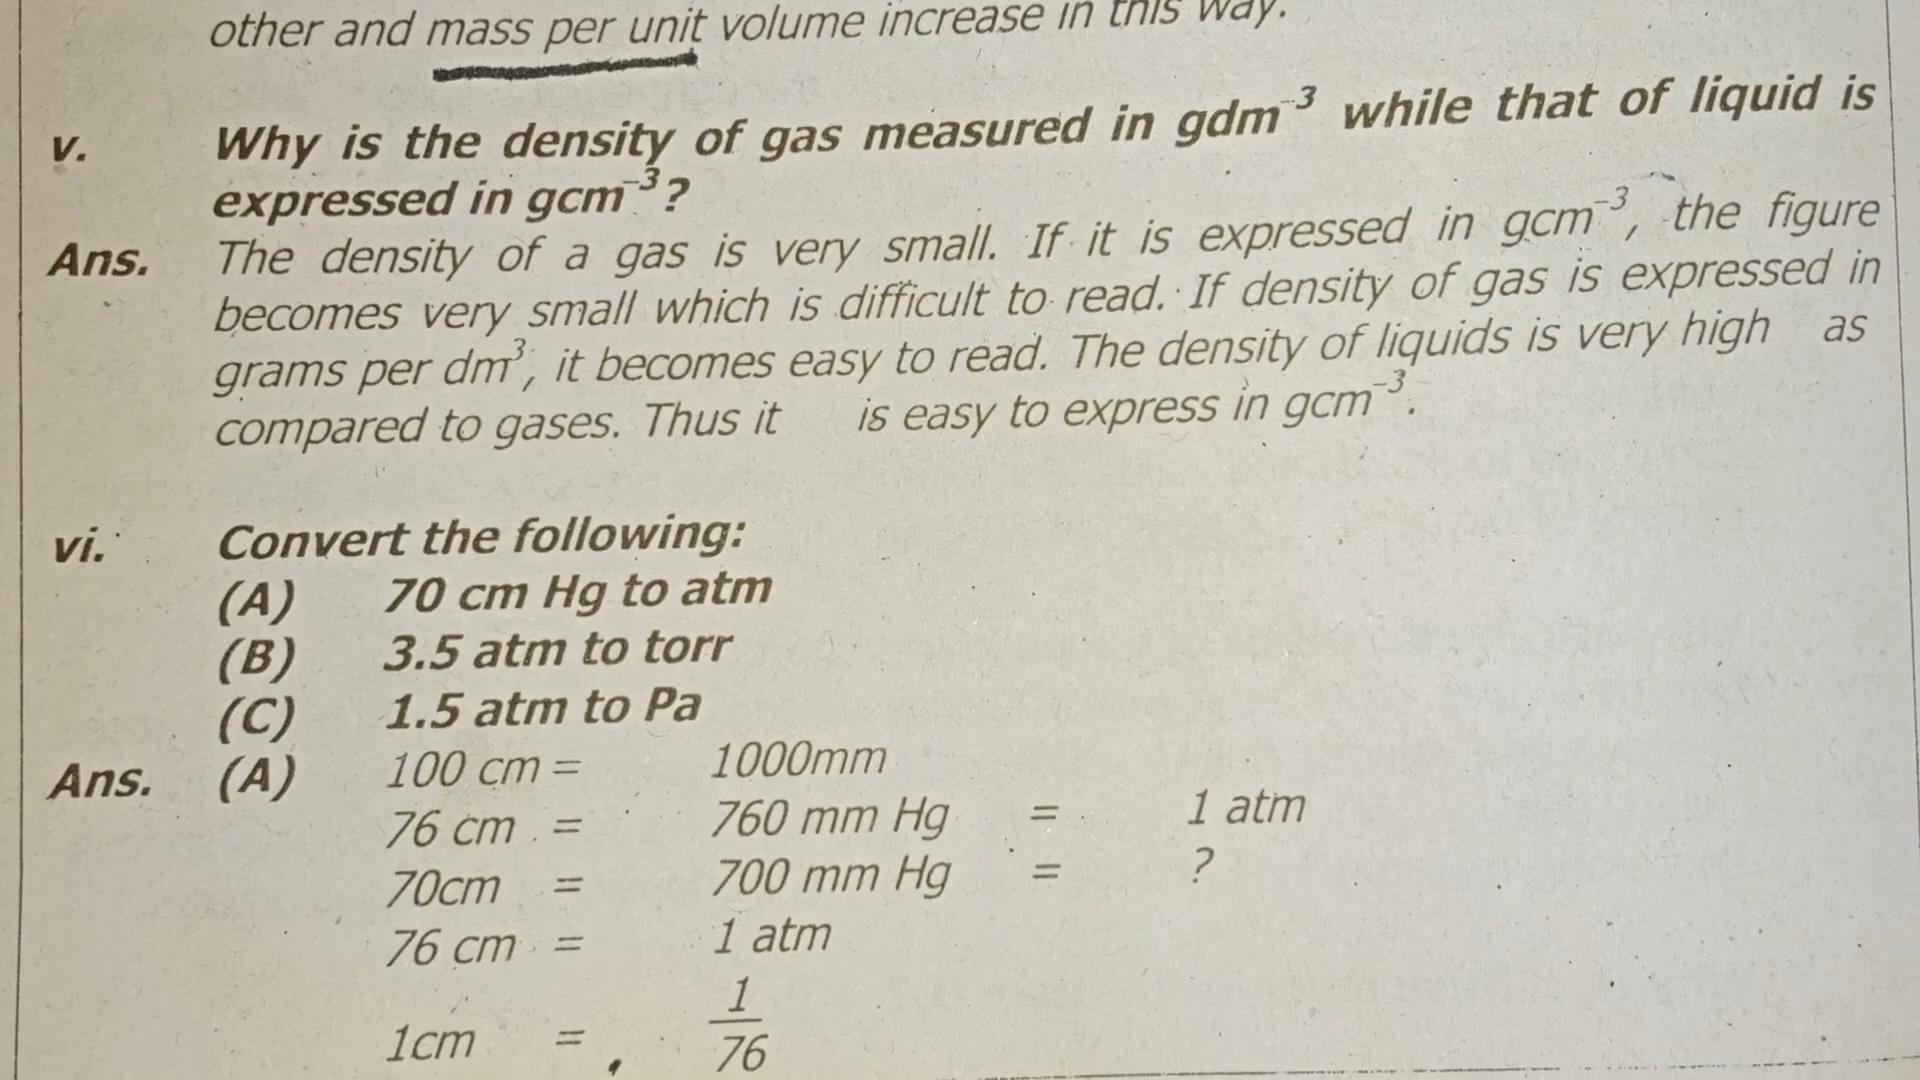 other and mass per unit volume increase in this way.
v. Why is the density of gas measured in gdm⁻³ while that of liquid is
expressed in gcm⁻³?
Ans. The density of a gas is very small. If it is expressed in gcm⁻³, the figure
becomes very small which is difficult to read. If density of gas is expressed in
grams per dm³, it becomes easy to read. The density of liquids is very high as
compared to gases. Thus it is easy to express in gcm⁻³.
vi. Convert the following:
(A) 70 cm Hg to atm
(B) 3.5 atm to torr
(C) 1.5 atm to Pa
Ans. (A) 100 cm = 1000mm
76 cm = 760 mm Hg = 1 atm
70cm = 700 mm Hg = ?
76 cm = 1 atm
1cm = 1/76